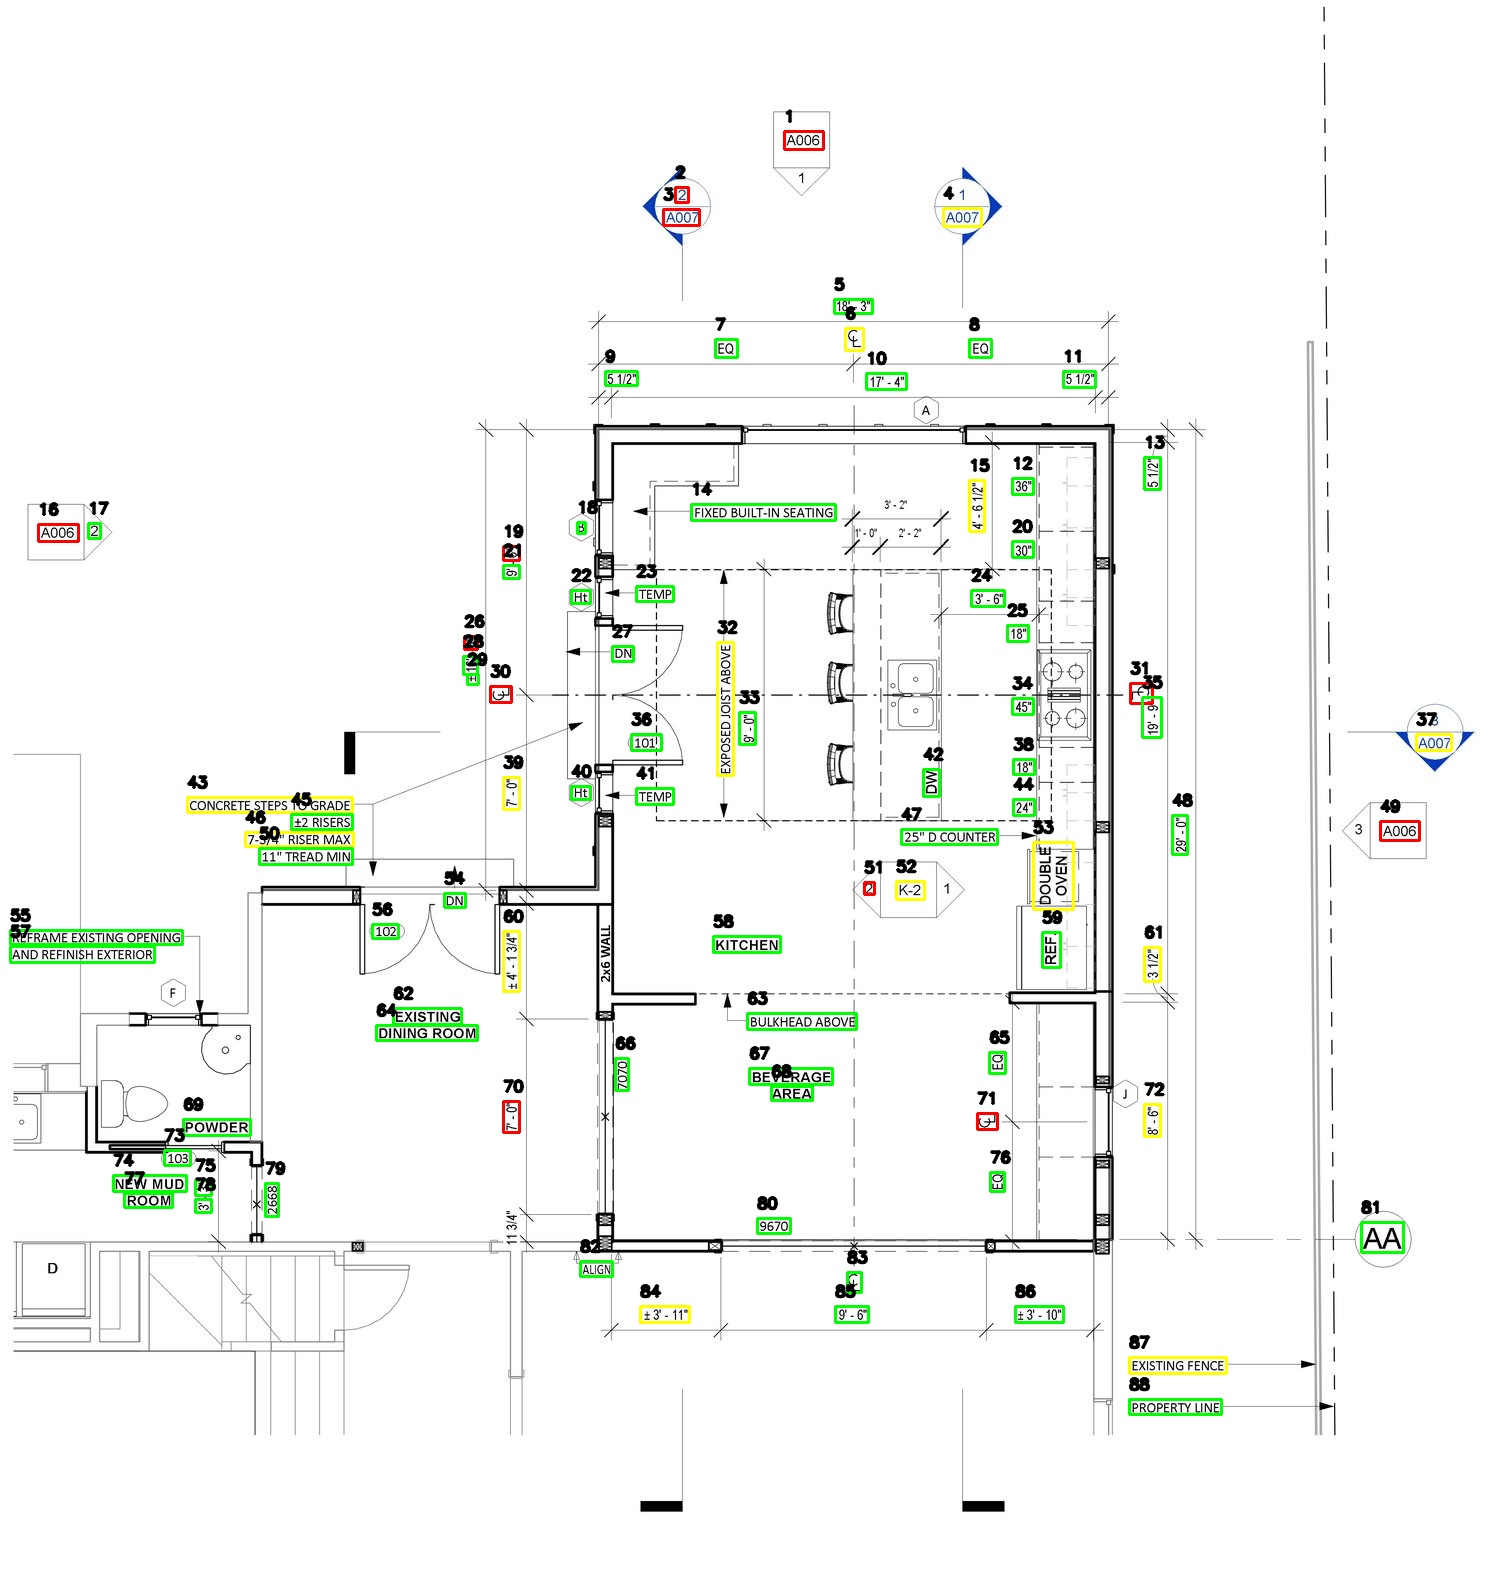 1
A006
1
2
2
3
A007
4
1
A007
5
18' - 3"
6
CL
7
EQ
8
EQ
9
5 1/2"
10
17' - 4"
11
5 1/2"
A
12
36"
13
5 1/2"
14
FIXED BUILT-IN SEATING
15
4' - 6 1/2"
3' - 2"
1' - 0"
2' - 2"
16
A006
17
2
18
19
20
30"
21
22
Ht
23
TEMP
24
3' - 6"
25
18"
26
27
DN
28
29
30
CL
31
32
EXPOSED JOIST ABOVE
33
9' - 0"
34
45"
35
19' - 9"
36
101
37
A007
38
18"
39
7' - 0"
40
Ht
41
TEMP
42
DW
43
CONCRETE STEPS TO GRADE
44
24"
45
±2 RISERS
46
7-3/4" RISER MAX
47
25" D COUNTER
48
29' - 0"
49
3
A006
50
11" TREAD MIN
51
2
52
K-2
1
53
DOUBLE
OVEN
54
DN
55
REFRAME EXISTING OPENING
56
102
57
AND REFINISH EXTERIOR
58
KITCHEN
59
REF.
60
± 4' - 1 3/4"
2x6 WALL
61
3 1/2"
F
62
EXISTING
63
BULKHEAD ABOVE
64
DINING ROOM
65
EQ
66
7070
67
BEVERAGE
68
AREA
69
POWDER
70
7' - 0"
71
CL
J
72
8' - 6"
73
103
74
NEW MUD
75
76
EQ
77
ROOM
78
3'
79
2668
80
9670
11 3/4"
81
AA
82
ALIGN
D
83
84
± 3' - 11"
85
9' - 6"
86
± 3' - 10"
87
EXISTING FENCE
88
PROPERTY LINE